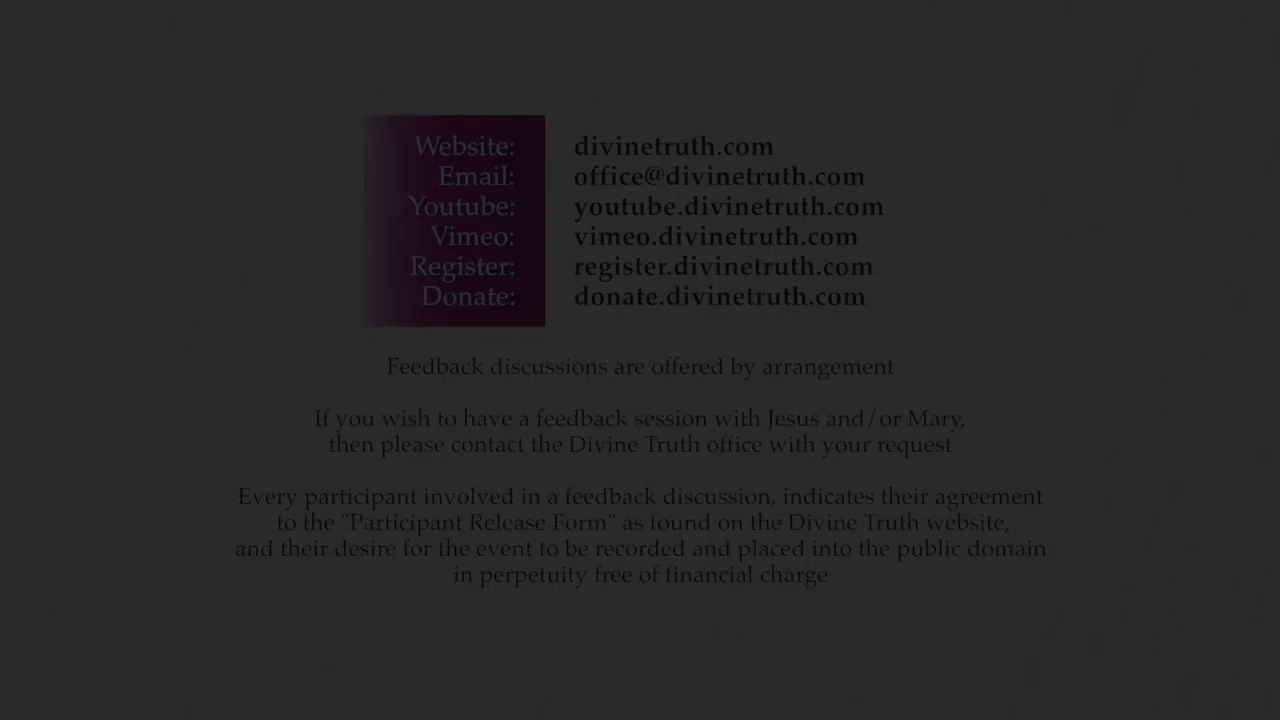 Website: divinetruth.com
Email: office@divinetruth.com
Youtube: youtube.divinetruth.com
Vimeo: vimeo.divinetruth.com
Register: register.divinetruth.com
Donate: donate.divinetruth.com
Feedback discussions are offered by arrangement
If you wish to have a feedback session with Jesus and/or Mary,
then please contact the Divine Truth office with your request
Every participant involved in a feedback discussion, indicates their agreement
to the "Participant Release Form" as found on the Divine Truth website,
and their desire for the event to be recorded and placed into the public domain
in perpetuity free of financial charge